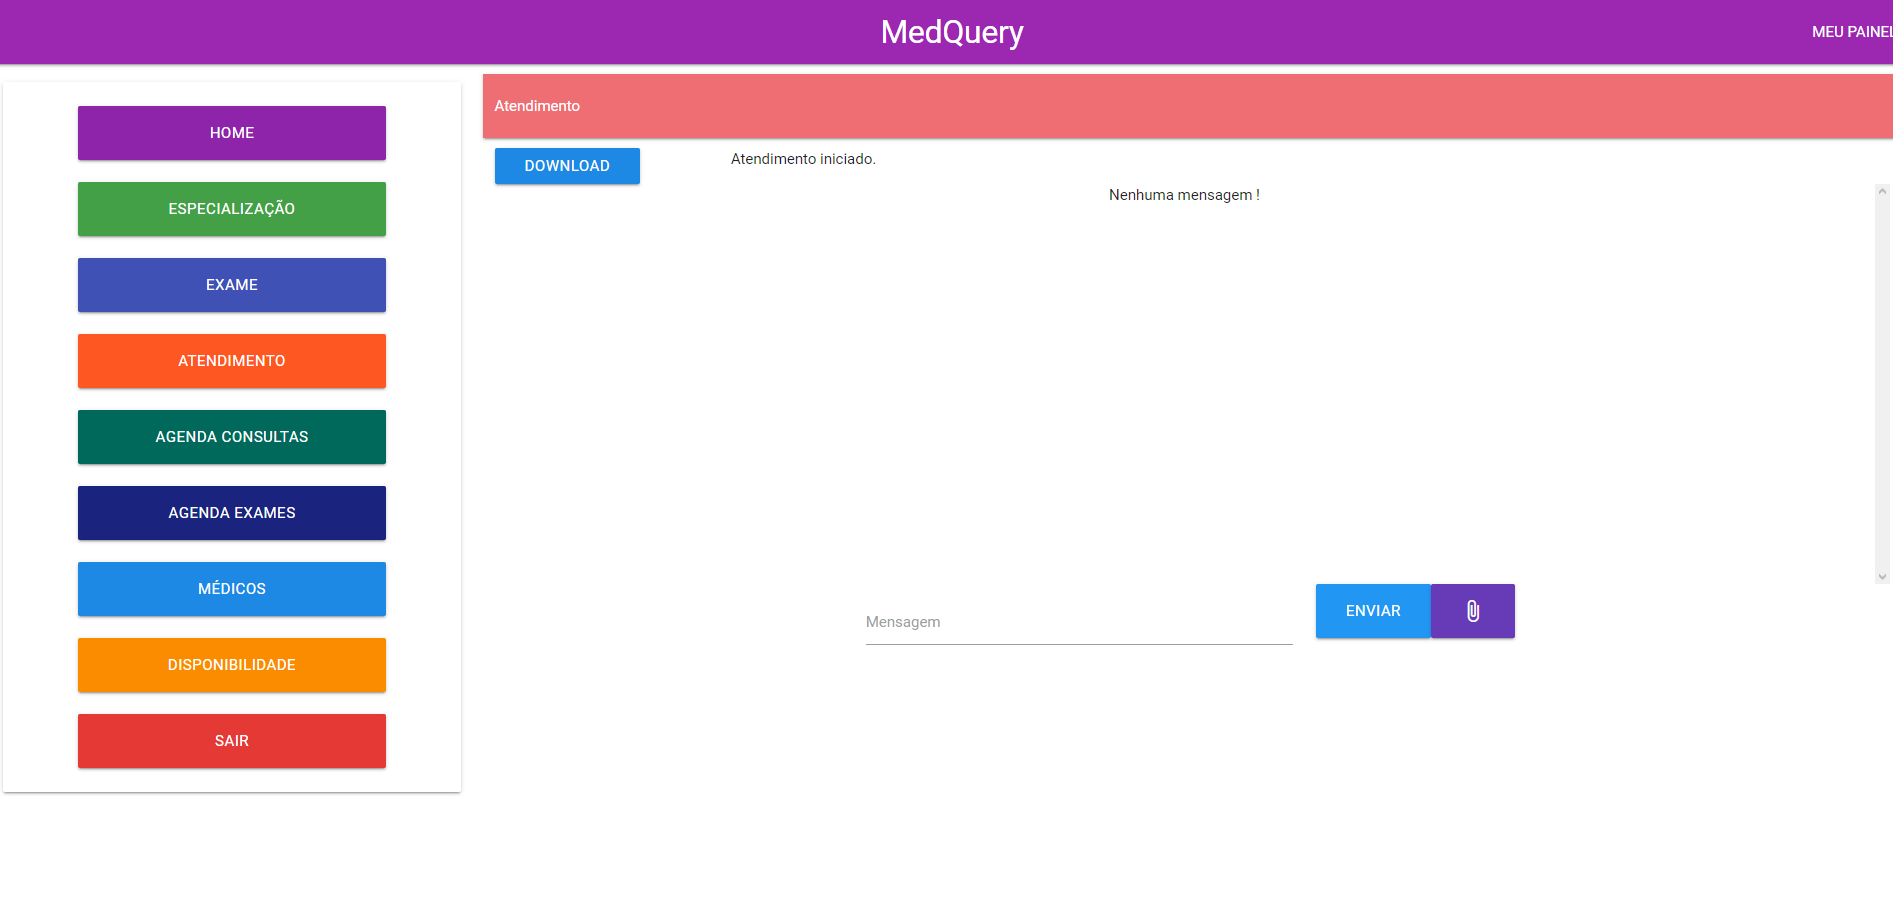 MedQuery
MEU PAINEL
HOME
ESPECIALIZAÇÃO
EXAME
ATENDIMENTO
AGENDA CONSULTAS
AGENDA EXAMES
MÉDICOS
DISPONIBILIDADE
SAIR
Atendimento
DOWNLOAD
Atendimento iniciado.
Nenhuma mensagem !
Mensagem
ENVIAR